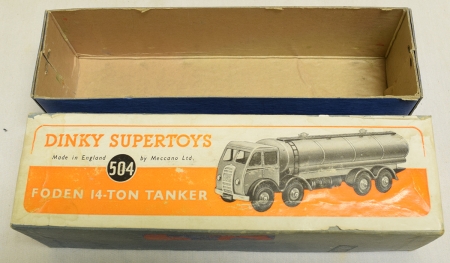 DINKY SUPERTOYS
Made in England 504 by Meccano Ltd.
FODEN 14-TON TANKER